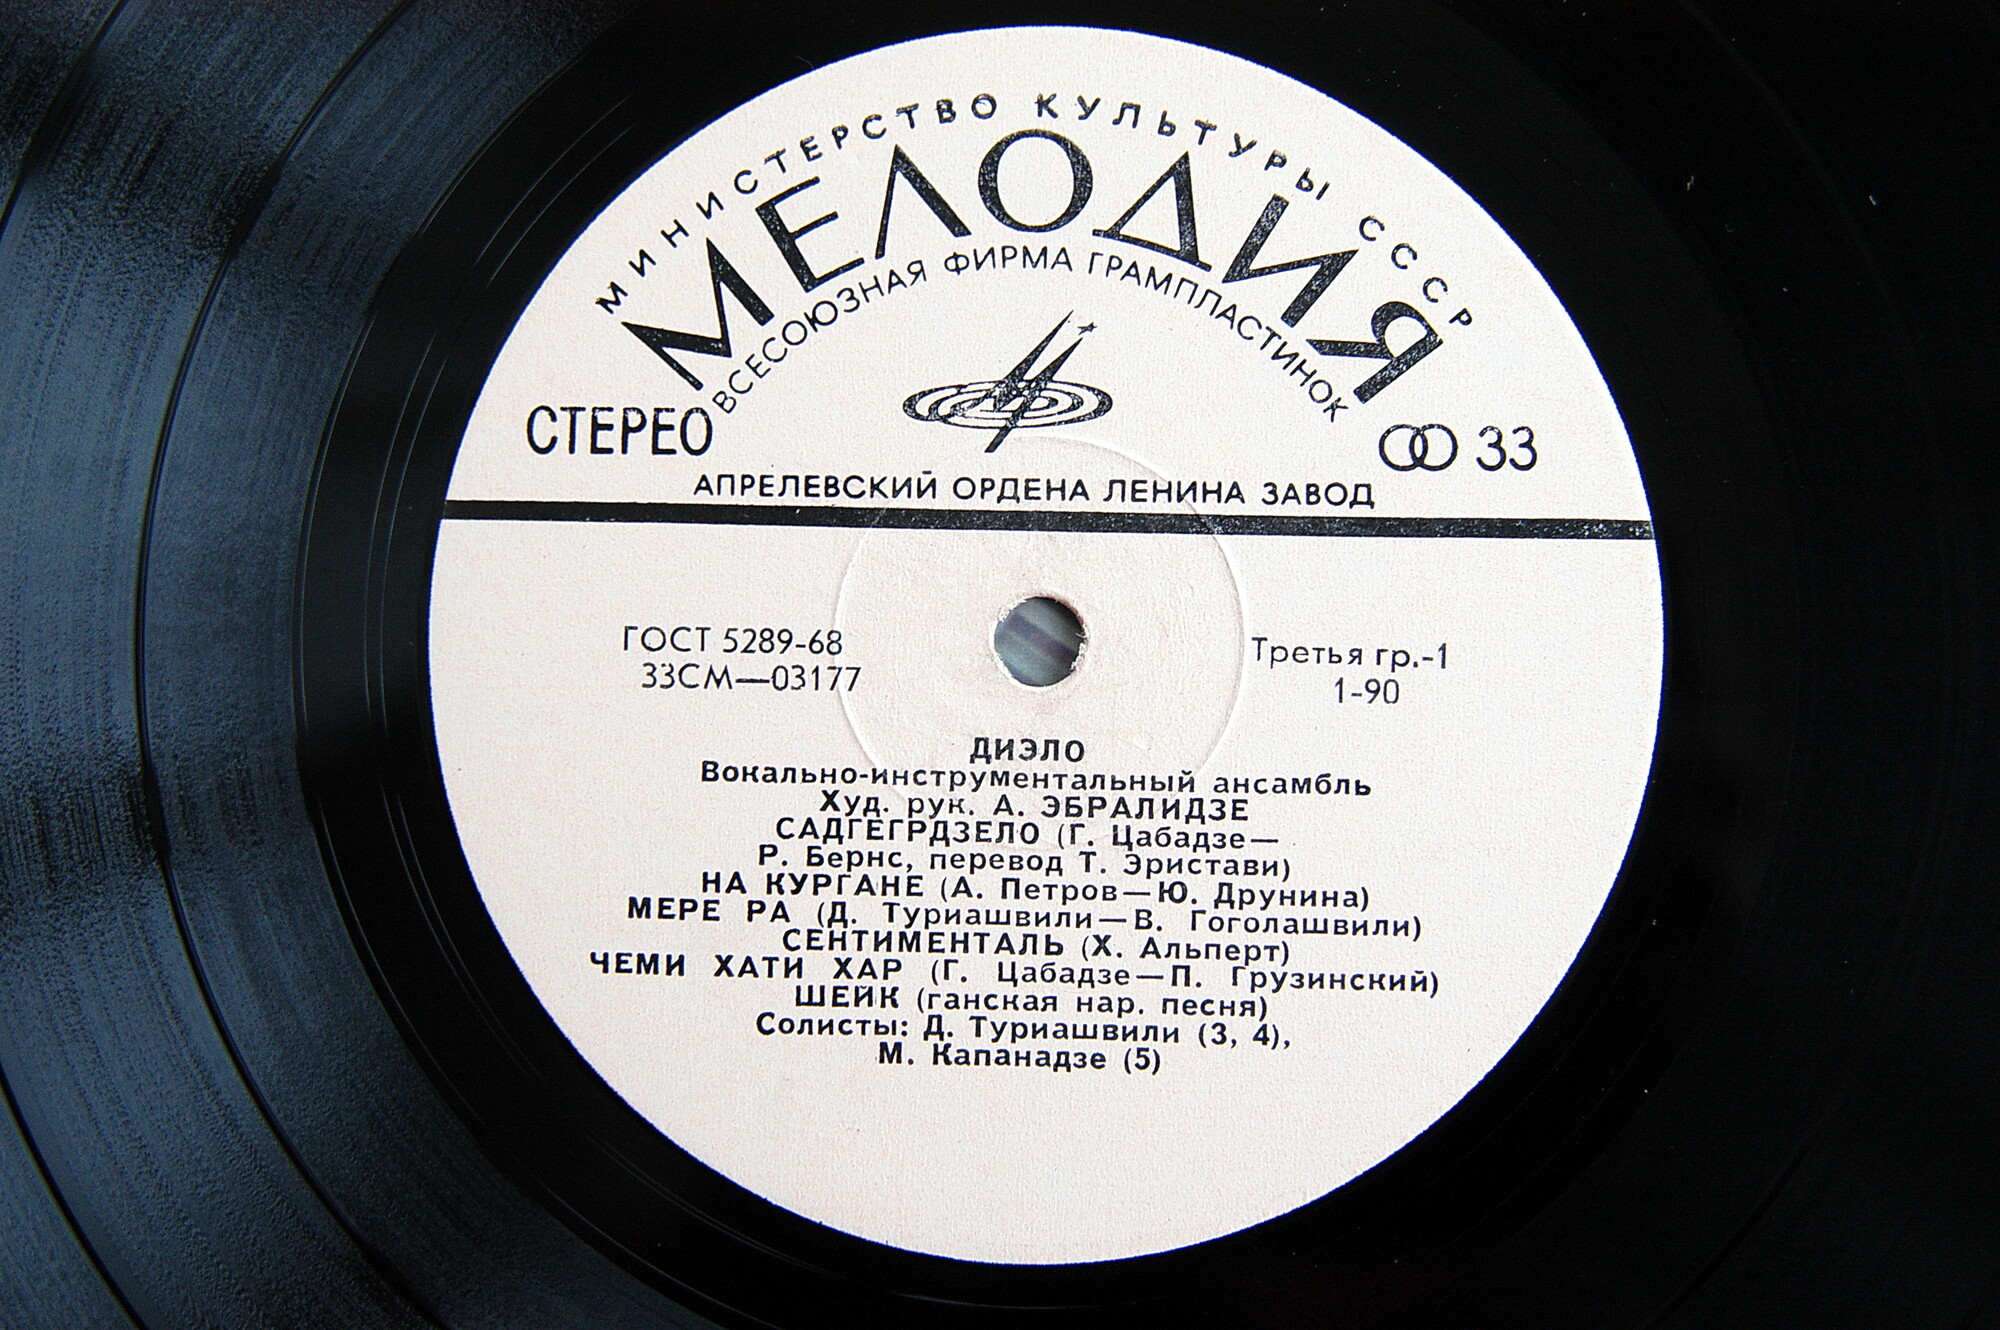 МИНИСТЕРСТВО КУЛЬТУРЫ СССР
МЕЛОДИЯ
ВСЕСОЮЗНАЯ ФИРМА ГРАМПЛАСТИНОК
СТЕРЕО
33
АПРЕЛЕВСКИЙ ОРДЕНА ЛЕНИНА ЗАВОД
ГОСТ 5289-68
33СМ—03177
Третья гр.-1
1-90
ДИЭЛО
Вокально-инструментальный ансамбль
Худ. рук. А. ЭБРАЛИДЗЕ
САДГЕГРДЗЕЛО (Г. Цабадзе—
Р. Бернс, перевод Т. Эристави)
НА КУРГАНЕ (А. Петров—Ю. Друнина)
МЕРЕ РА (Д. Туриашвили—В. Гоголашвили)
СЕНТИМЕНТАЛЬ (Х. Альперт)
ЧЕМИ ХАТИ ХАР (Г. Цабадзе—П. Грузинский)
ШЕЙК (ганская нар. песня)
Солисты: Д. Туриашвили (3, 4),
М. Капанадзе (5)